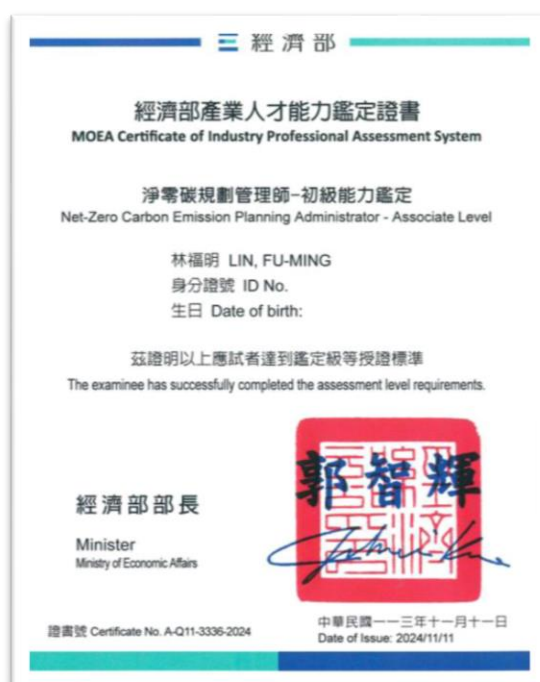 經濟部
經濟部產業人才能力鑑定證書
MOEA Certificate of Industry Professional Assessment System
淨零碳規劃管理師-初級能力鑑定
Net-Zero Carbon Emission Planning Administrator - Associate Level
林福明 LIN, FU-MING
身分證號 ID No.
生日 Date of birth:
茲證明以上應試者達到鑑定級等授證標準
The examinee has successfully completed the assessment level requirements.
郭智輝
經濟部部長
Minister
Ministry of Economic Affairs
證書號 Certificate No. A-Q11-3336-2024
中華民國一一三年十一月十一日
Date of Issue: 2024/11/11